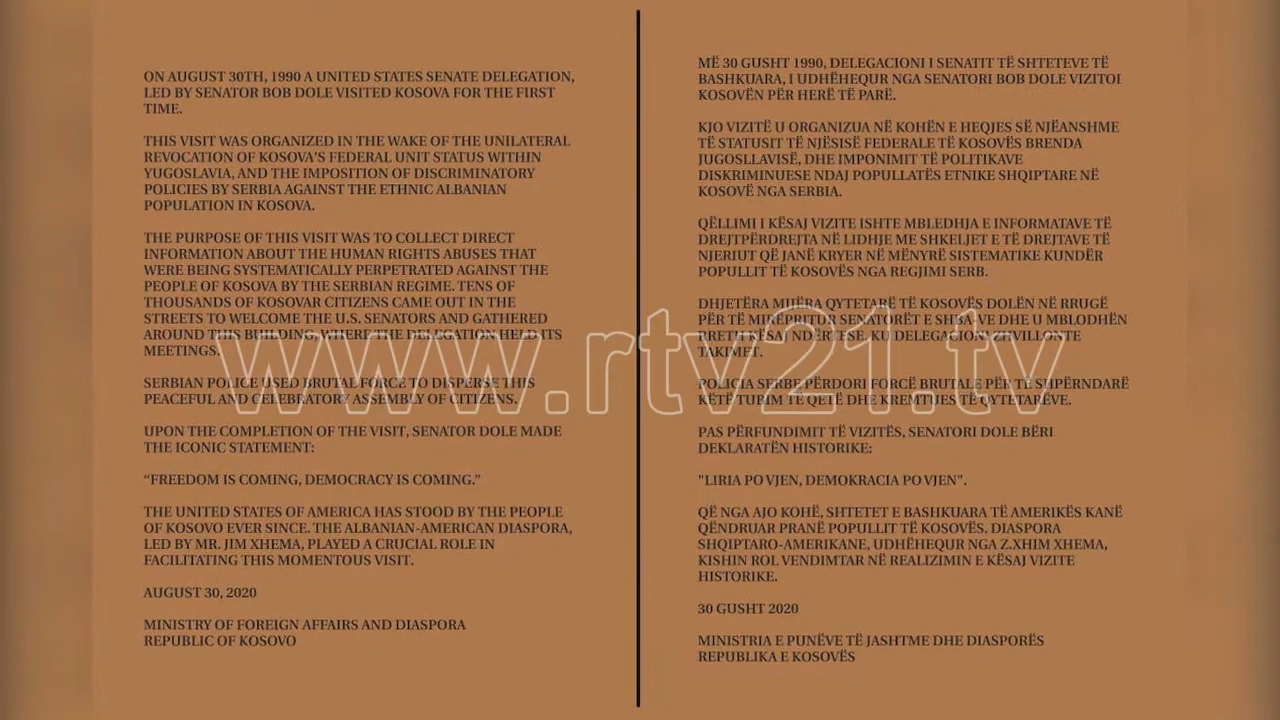 ON AUGUST 30TH, 1990 A UNITED STATES SENATE DELEGATION,
LED BY SENATOR BOB DOLE VISITED KOSOVA FOR THE FIRST
TIME.
THIS VISIT WAS ORGANIZED IN THE WAKE OF THE UNILATERAL
REVOCATION OF KOSOVA'S FEDERAL UNIT STATUS WITHIN
YUGOSLAVIA, AND THE IMPOSITION OF DISCRIMINATORY
POLICIES BY SERBIA AGAINST THE ETHNIC ALBANIAN
POPULATION IN KOSOVA.
THE PURPOSE OF THIS VISIT WAS TO COLLECT DIRECT
INFORMATION ABOUT THE HUMAN RIGHTS ABUSES THAT
WERE BEING SYSTEMATICALLY PERPETRATED AGAINST THE
PEOPLE OF KOSOVA BY THE SERBIAN REGIME. TENS OF
THOUSANDS OF KOSOVAR CITIZENS CAME OUT IN THE
STREETS TO WELCOME THE U.S. SENATORS AND GATHERED
AROUND THIS BUILDING, WHERE THE DELEGATION HELD ITS
MEETINGS.
SERBIAN POLICE USED BRUTAL FORCE TO DISPERSE THIS
PEACEFUL AND CELEBRATORY ASSEMBLY OF CITIZENS.
UPON THE COMPLETION OF THE VISIT, SENATOR DOLE MADE
THE ICONIC STATEMENT:
“FREEDOM IS COMING, DEMOCRACY IS COMING.”
THE UNITED STATES OF AMERICA HAS STOOD BY THE PEOPLE
OF KOSOVO EVER SINCE. THE ALBANIAN-AMERICAN DIASPORA,
LED BY MR. JIM XHEMA, PLAYED A CRUCIAL ROLE IN
FACILITATING THIS MOMENTOUS VISIT.
AUGUST 30, 2020
MINISTRY OF FOREIGN AFFAIRS AND DIASPORA
REPUBLIC OF KOSOVO
MË 30 GUSHT 1990, DELEGACIONI I SENATIT TË SHTETEVE TË
BASHKUARA, I UDHËHEQUR NGA SENATORI BOB DOLE VIZITOI
KOSOVËN PËR HERË TË PARË.
KJO VIZITË U ORGANIZUA NË KOHËN E HEQJES SË NJËANSHME
TË STATUSIT TË NJËSISË FEDERALE TË KOSOVËS BRENDA
JUGOSLLAVISË, DHE IMPONIMIT TË POLITIKAVE
DISKRIMINUESE NDAJ POPULLATËS ETNIKE SHQIPTARE NË
KOSOVË NGA SERBIA.
QËLLIMI I KËSAJ VIZITE ISHTE MBLEDHJA E INFORMATAVE TË
DREJTPËRDREJTA NË LIDHJE ME SHKELJET E TË DREJTAVE TË
NJERIUT QË JANË KRYER NË MËNYRË SISTEMATIKE KUNDËR
POPULLIT TË KOSOVËS NGA REGJIMI SERB.
DHJETËRA MIJËRA QYTETARË TË KOSOVËS DOLËN NË RRUGË
PËR TË MIRËPRITUR SENATORËT E SHBA-VE DHE U MBLODHËN
RRETH KËSAJ NDËRTESE, KU DELEGACIONI ZHVILLONTE
TAKIMET.
POLICIA SERBE PËRDORI FORCË BRUTALE PËR TË SHPËRNDARË
KËTË TUBIM TË QETË DHE KREMTUES TË QYTETARËVE.
PAS PËRFUNDIMIT TË VIZITËS, SENATORI DOLE BËRI
DEKLARATËN HISTORIKE:
"LIRIA PO VJEN, DEMOKRACIA PO VJEN".
QË NGA AJO KOHË, SHTETET E BASHKUARA TË AMERIKËS KANË
QËNDRUAR PRANË POPULLIT TË KOSOVËS. DIASPORA
SHQIPTARO-AMERIKANE, UDHËHEQUR NGA Z.XHIM XHEMA,
KISHIN ROL VENDIMTAR NË REALIZIMIN E KËSAJ VIZITE
HISTORIKE.
30 GUSHT 2020
MINISTRIA E PUNËVE TË JASHTME DHE DIASPORËS
REPUBLIKA E KOSOVËS
www.rtv21.tv